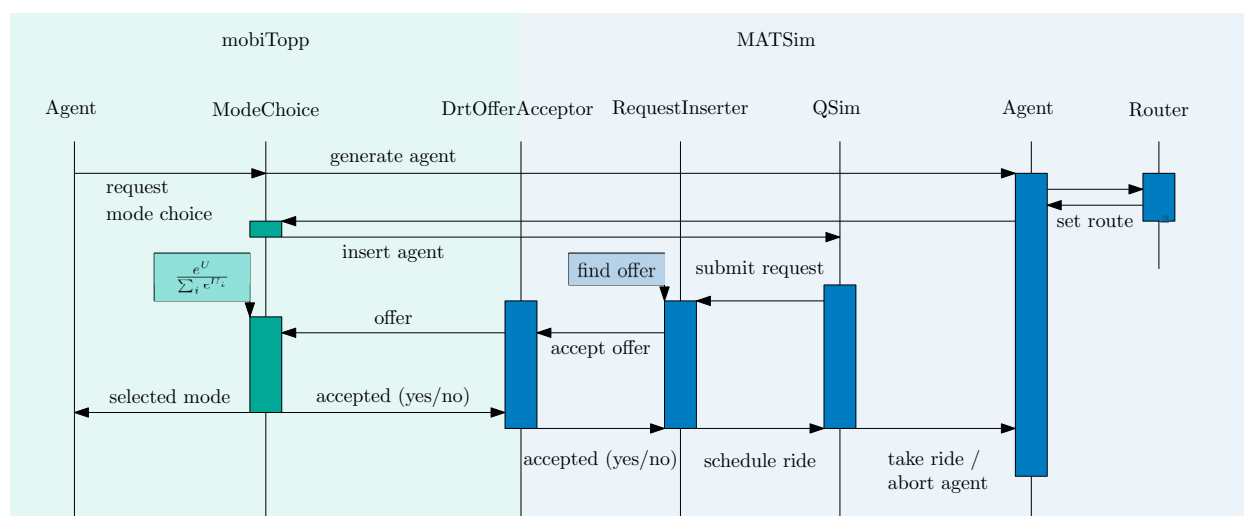 mobiTopp
MATSim
Agent
ModeChoice
DrtOfferAcceptor
RequestInserter
QSim
Agent
Router
generate agent
request
mode choice
set route
insert agent
e^U
∑_i e^{U_i}
find offer
submit request
offer
accept offer
selected mode
accepted (yes/no)
accepted (yes/no)
schedule ride
take ride /
abort agent